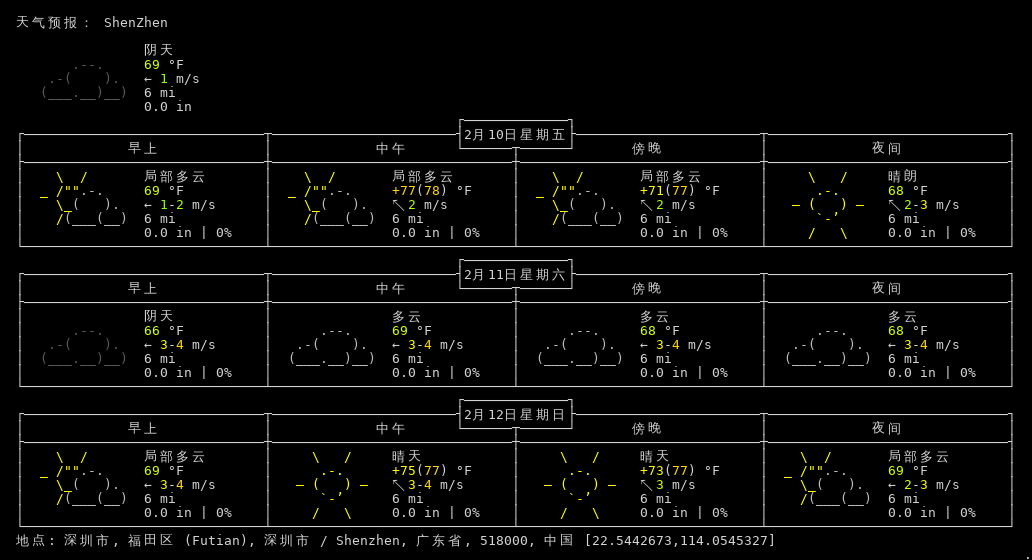 天气预报： ShenZhen
阴天
69 °F
← 1 m/s
6 mi
0.0 in
2月10日星期五
早上 中午 傍晚 夜间
局部多云 局部多云 局部多云 晴朗
69 °F +77(78) °F +71(77) °F 68 °F
← 1-2 m/s ↖ 2 m/s ↖ 2 m/s ↖ 2-3 m/s
6 mi 6 mi 6 mi 6 mi
0.0 in | 0% 0.0 in | 0% 0.0 in | 0% 0.0 in | 0%
2月11日星期六
早上 中午 傍晚 夜间
阴天 多云 多云 多云
66 °F 69 °F 68 °F 68 °F
← 3-4 m/s ← 3-4 m/s ← 3-4 m/s ← 3-4 m/s
6 mi 6 mi 6 mi 6 mi
0.0 in | 0% 0.0 in | 0% 0.0 in | 0% 0.0 in | 0%
2月12日星期日
早上 中午 傍晚 夜间
局部多云 晴天 晴天 局部多云
69 °F +75(77) °F +73(77) °F 69 °F
← 3-4 m/s ↖ 3-4 m/s ↖ 3 m/s ← 2-3 m/s
6 mi 6 mi 6 mi 6 mi
0.0 in | 0% 0.0 in | 0% 0.0 in | 0% 0.0 in | 0%
地点: 深圳市, 福田区 (Futian), 深圳市 / Shenzhen, 广东省, 518000, 中国 [22.5442673,114.0545327]